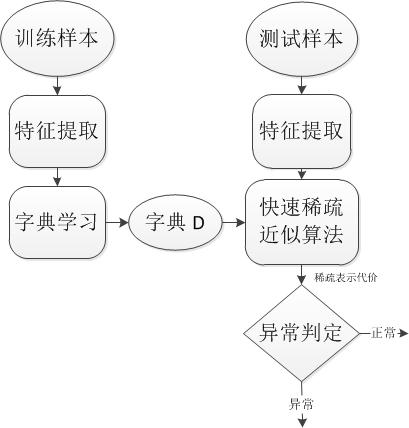 训练样本
测试样本
特征提取
特征提取
字典学习
字典 D
快速稀疏
近似算法
稀疏表示代价
异常判定
正常
异常